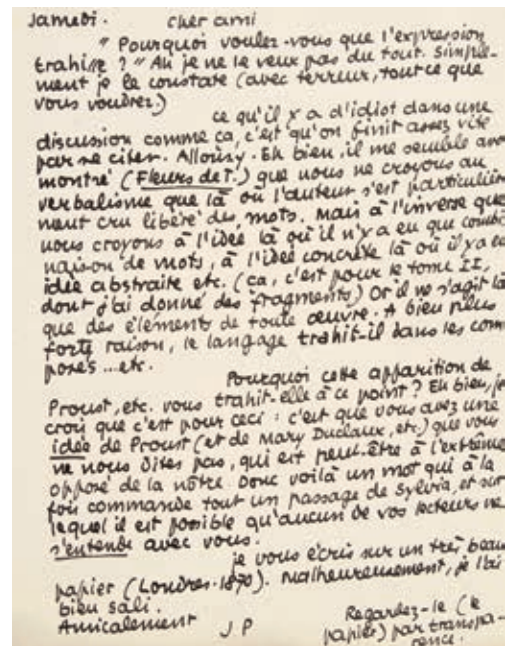 Samedi. cher ami
" Pourquoi voulez-vous que l'expression
trahisse ? " Ah je ne le veux pas du tout. Simple-
ment je le constate (avec terreur, tout ce que
vous voudrez.)
ce qu'il y a d'idiot dans une
discussion comme ça, c'est qu'on finit assez vite
par se citer. Allons-y. Eh bien, il me semble avo
montré (Fleurs de T.) que nous ne croyons au
verbalisme que là où l'auteur s'est particulière
ment cru libéré des mots. Mais à l'inverse que
nous croyons à l'idée là où il n'y a eu que combi
naison de mots, à l'idée concrète là où il y a eu
idée abstraite etc. (ça, c'est pour le tome II,
dont j'ai donné des fragments) Or il ne s'agit là
que des éléments de toute œuvre. A bien plus
forte raison, le langage trahit-il dans les com
posés ... etc.
Pourquoi cette apparition de
Proust, etc. vous trahit-elle à ce point ? Eh bien, je
crois que c'est pour ceci : c'est que vous avez une
idée de Proust (et de Mary Duclaux, etc.) que vous
ne nous dites pas, qui est peut-être à l'extrême
opposé de la nôtre. Donc voilà un mot qui à la
fois commande tout un passage de Sylvia, et sur
lequel il est possible qu'aucun de vos lecteurs ne
s'entende avec vous.
je vous écris sur un très beau
papier (Londres. 1870). Malheureusement, je l'ai
bien sali.
Amicalement J P
Regardez-le (le
papier) par transpa-
rence.